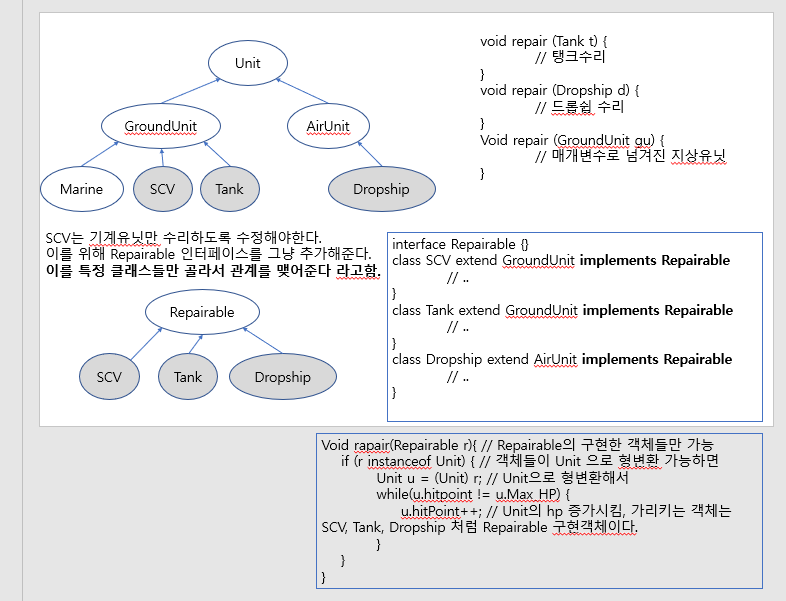 Unit
GroundUnit
AirUnit
Marine
SCV
Tank
Dropship
void repair (Tank t) {
// 탱크수리
}
void repair (Dropship d) {
// 드롭쉽 수리
}
Void repair (GroundUnit gu) {
// 매개변수로 넘겨진 지상유닛
}
SCV는 기계유닛만 수리하도록 수정해야한다.
이를 위해 Repairable 인터페이스를 그냥 추가해준다.
이를 특정 클래스들만 골라서 관계를 맺어준다 라고함.
Repairable
SCV
Tank
Dropship
interface Repairable {}
class SCV extend GroundUnit implements Repairable
// ..
}
class Tank extend GroundUnit implements Repairable
// ..
}
class Dropship extend AirUnit implements Repairable
// ..
}
Void rapair(Repairable r){ // Repairable의 구현한 객체들만 가능
if (r instanceof Unit) { // 객체들이 Unit 으로 형변환 가능하면
Unit u = (Unit) r; // Unit으로 형변환해서
while(u.hitpoint != u.Max_HP) {
u.hitPoint++; // Unit의 hp 증가시킴, 가리키는 객체는
SCV, Tank, Dropship 처럼 Repairable 구현객체이다.
}
}
}